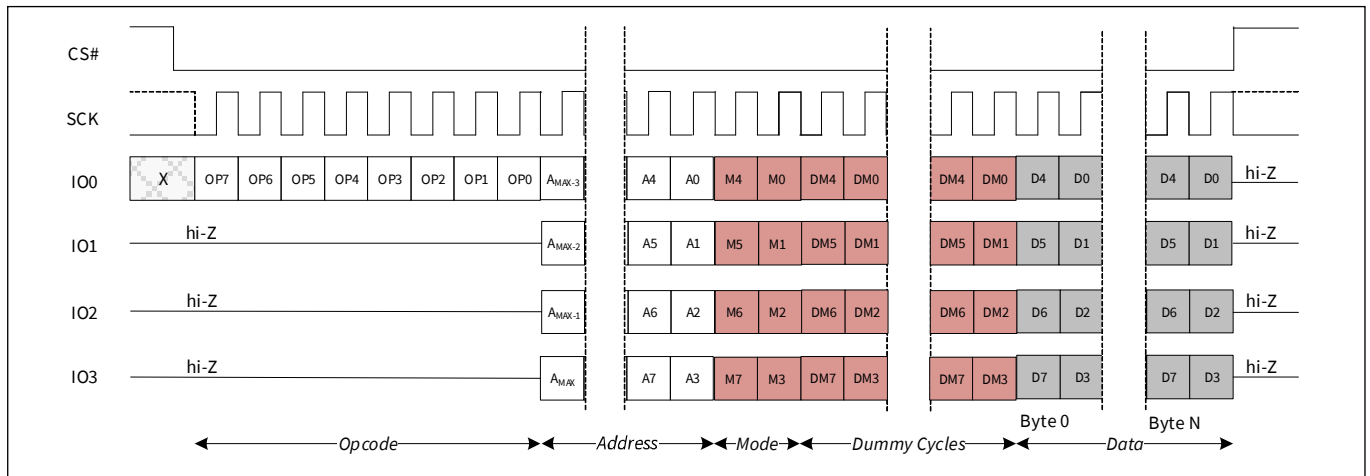 CS#
SCK
IO0 X OP7 OP6 OP5 OP4 OP3 OP2 OP1 OP0 AMAX-3 A4 A0 M4 M0 DM4 DM0 DM4 DM0 D4 D0 D4 D0 hi-Z
IO1 hi-Z AMAX-2 A5 A1 M5 M1 DM5 DM1 DM5 DM1 D5 D1 D5 D1 hi-Z
IO2 hi-Z AMAX-1 A6 A2 M6 M2 DM6 DM2 DM6 DM2 D6 D2 D6 D2 hi-Z
IO3 hi-Z AMAX A7 A3 M7 M3 DM7 DM3 DM7 DM3 D7 D3 D7 D3 hi-Z
Byte 0 Byte N
Opcode Address Mode Dummy Cycles Data